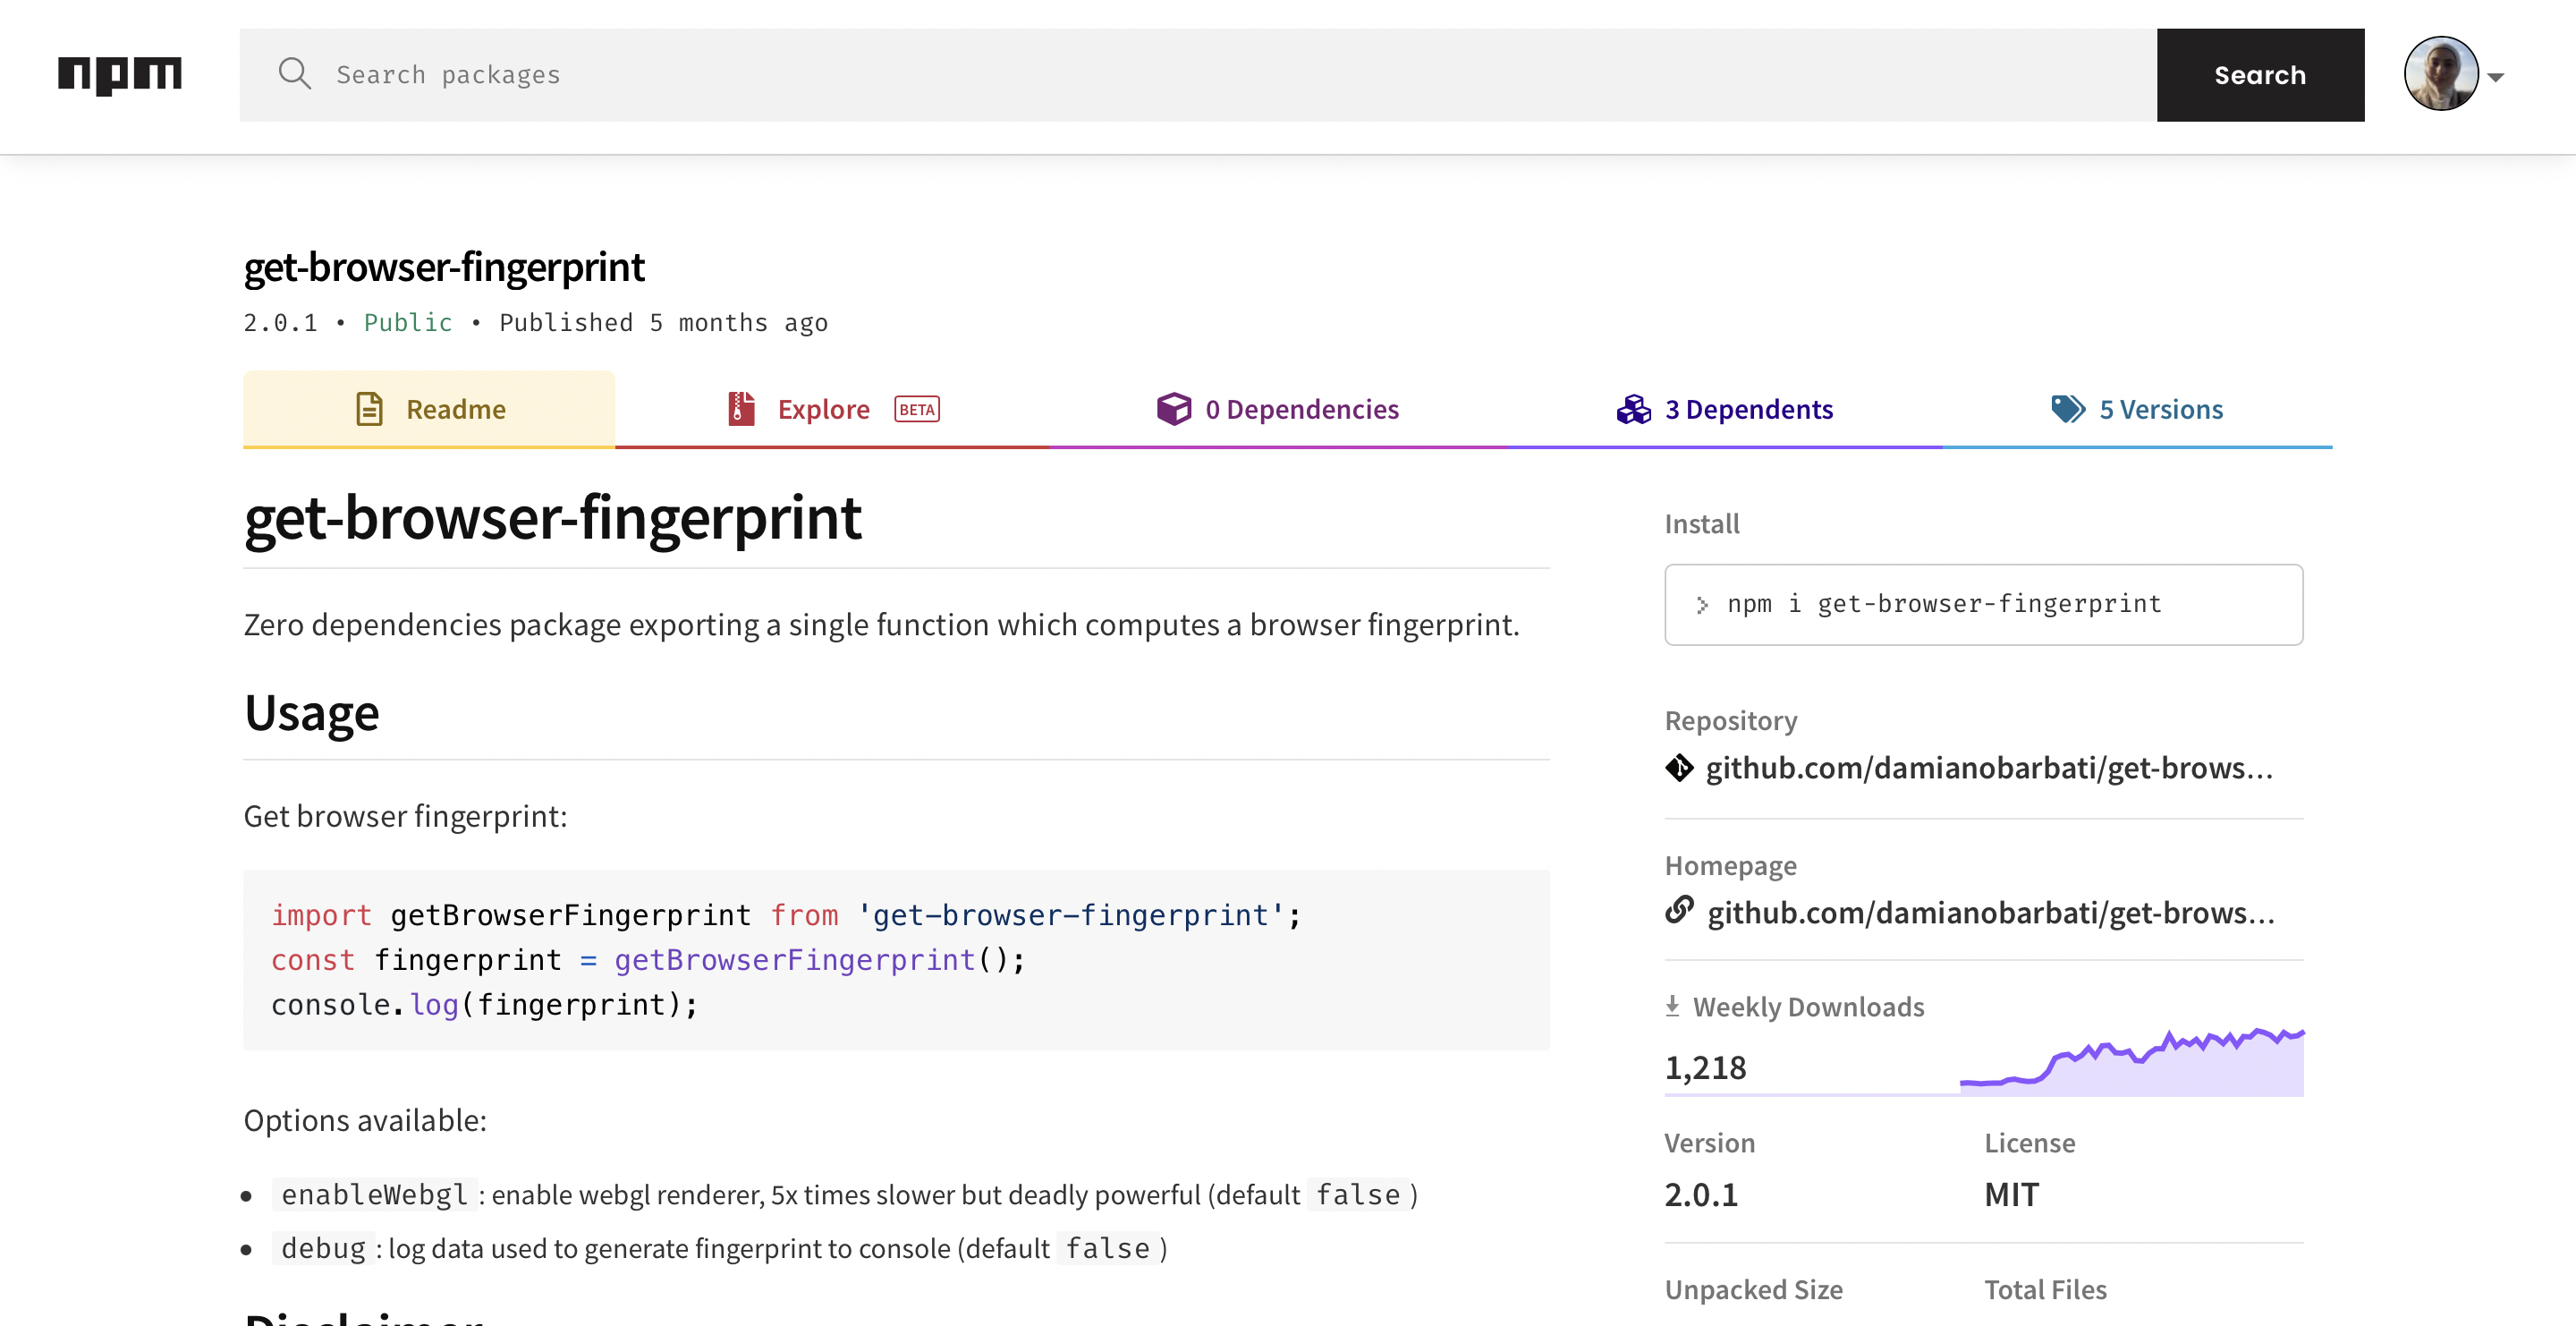 npm
Search packages
Search
get-browser-fingerprint
2.0.1 • Public • Published 5 months ago
Readme
Explore BETA
0 Dependencies
3 Dependents
5 Versions
get-browser-fingerprint
Zero dependencies package exporting a single function which computes a browser fingerprint.
Usage
Get browser fingerprint:
import getBrowserFingerprint from 'get-browser-fingerprint';
const fingerprint = getBrowserFingerprint();
console.log(fingerprint);
Options available:
• enableWebgl: enable webgl renderer, 5x times slower but deadly powerful (default false)
• debug: log data used to generate fingerprint to console (default false)
Disclaimer
Install
> npm i get-browser-fingerprint
Repository
github.com/damianobarbati/get-brows...
Homepage
github.com/damianobarbati/get-brows...
Weekly Downloads
1,218
Version
License
2.0.1
MIT
Unpacked Size
Total Files